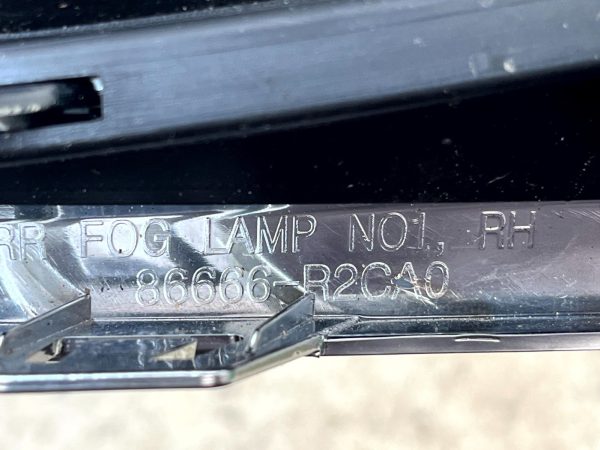 RR FOG LAMP NO1, RH
86666-R2CA0